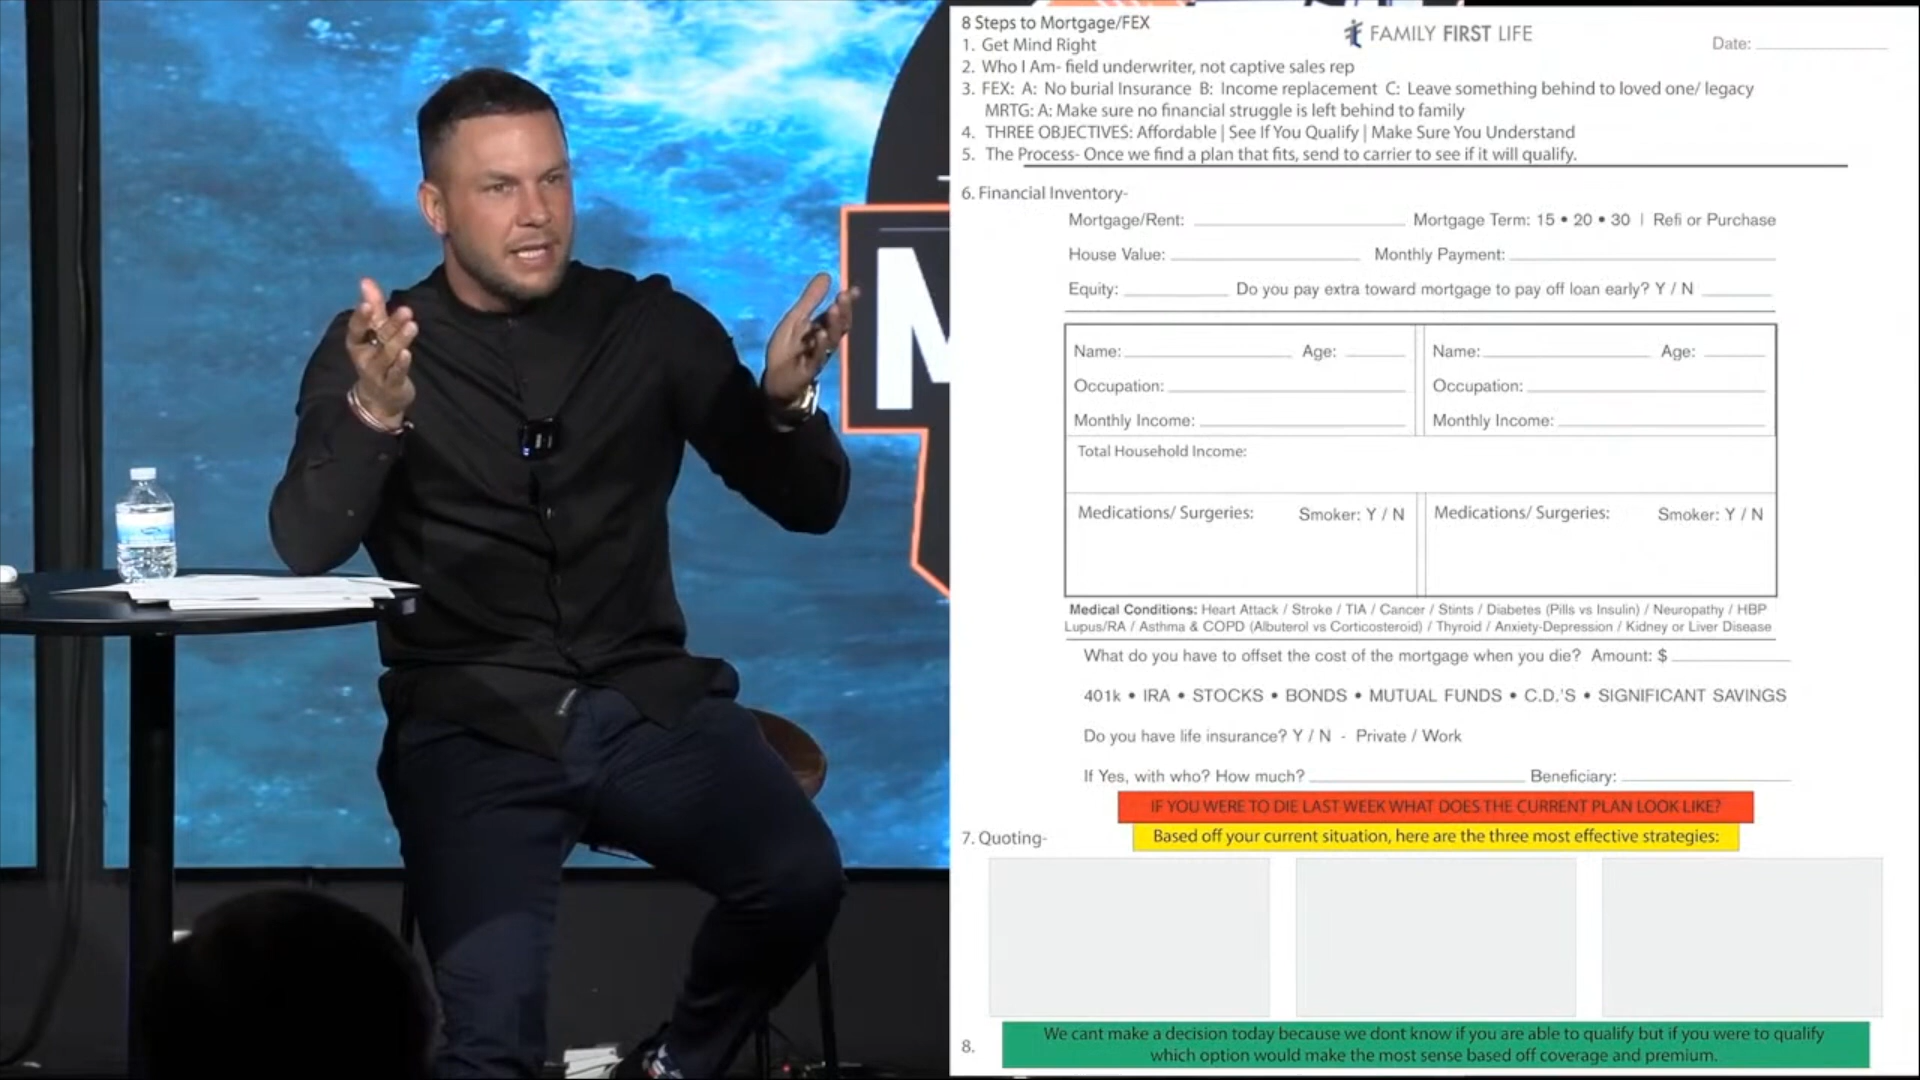 8 Steps to Mortgage/FEX
FAMILY FIRST LIFE
Date:
1. Get Mind Right
2. Who I Am- field underwriter, not captive sales rep
3. FEX: A: No burial Insurance B: Income replacement C: Leave something behind to loved one/ legacy
MRTG: A: Make sure no financial struggle is left behind to family
4. THREE OBJECTIVES: Affordable | See If You Qualify | Make Sure You Understand
5. The Process- Once we find a plan that fits, send to carrier to see if it will qualify.
6. Financial Inventory-
Mortgage/Rent: Mortgage Term: 15 • 20 • 30 | Refi or Purchase
House Value: Monthly Payment:
Equity: Do you pay extra toward mortgage to pay off loan early? Y / N
Name: Age: Name: Age:
Occupation: Occupation:
Monthly Income: Monthly Income:
Total Household Income:
Medications/ Surgeries: Smoker: Y / N Medications/ Surgeries: Smoker: Y / N
Medical Conditions: Heart Attack / Stroke / TIA / Cancer / Stints / Diabetes (Pills vs Insulin) / Neuropathy / HBP
Lupus/RA / Asthma & COPD (Albuterol vs Corticosteroid) / Thyroid / Anxiety-Depression / Kidney or Liver Disease
What do you have to offset the cost of the mortgage when you die? Amount: $
401k • IRA • STOCKS • BONDS • MUTUAL FUNDS • C.D.'S • SIGNIFICANT SAVINGS
Do you have life insurance? Y / N - Private / Work
If Yes, with who? How much? Beneficiary:
IF YOU WERE TO DIE LAST WEEK WHAT DOES THE CURRENT PLAN LOOK LIKE?
7. Quoting-
Based off your current situation, here are the three most effective strategies:
8.
We cant make a decision today because we dont know if you are able to qualify but if you were to qualify
which option would make the most sense based off coverage and premium.
M